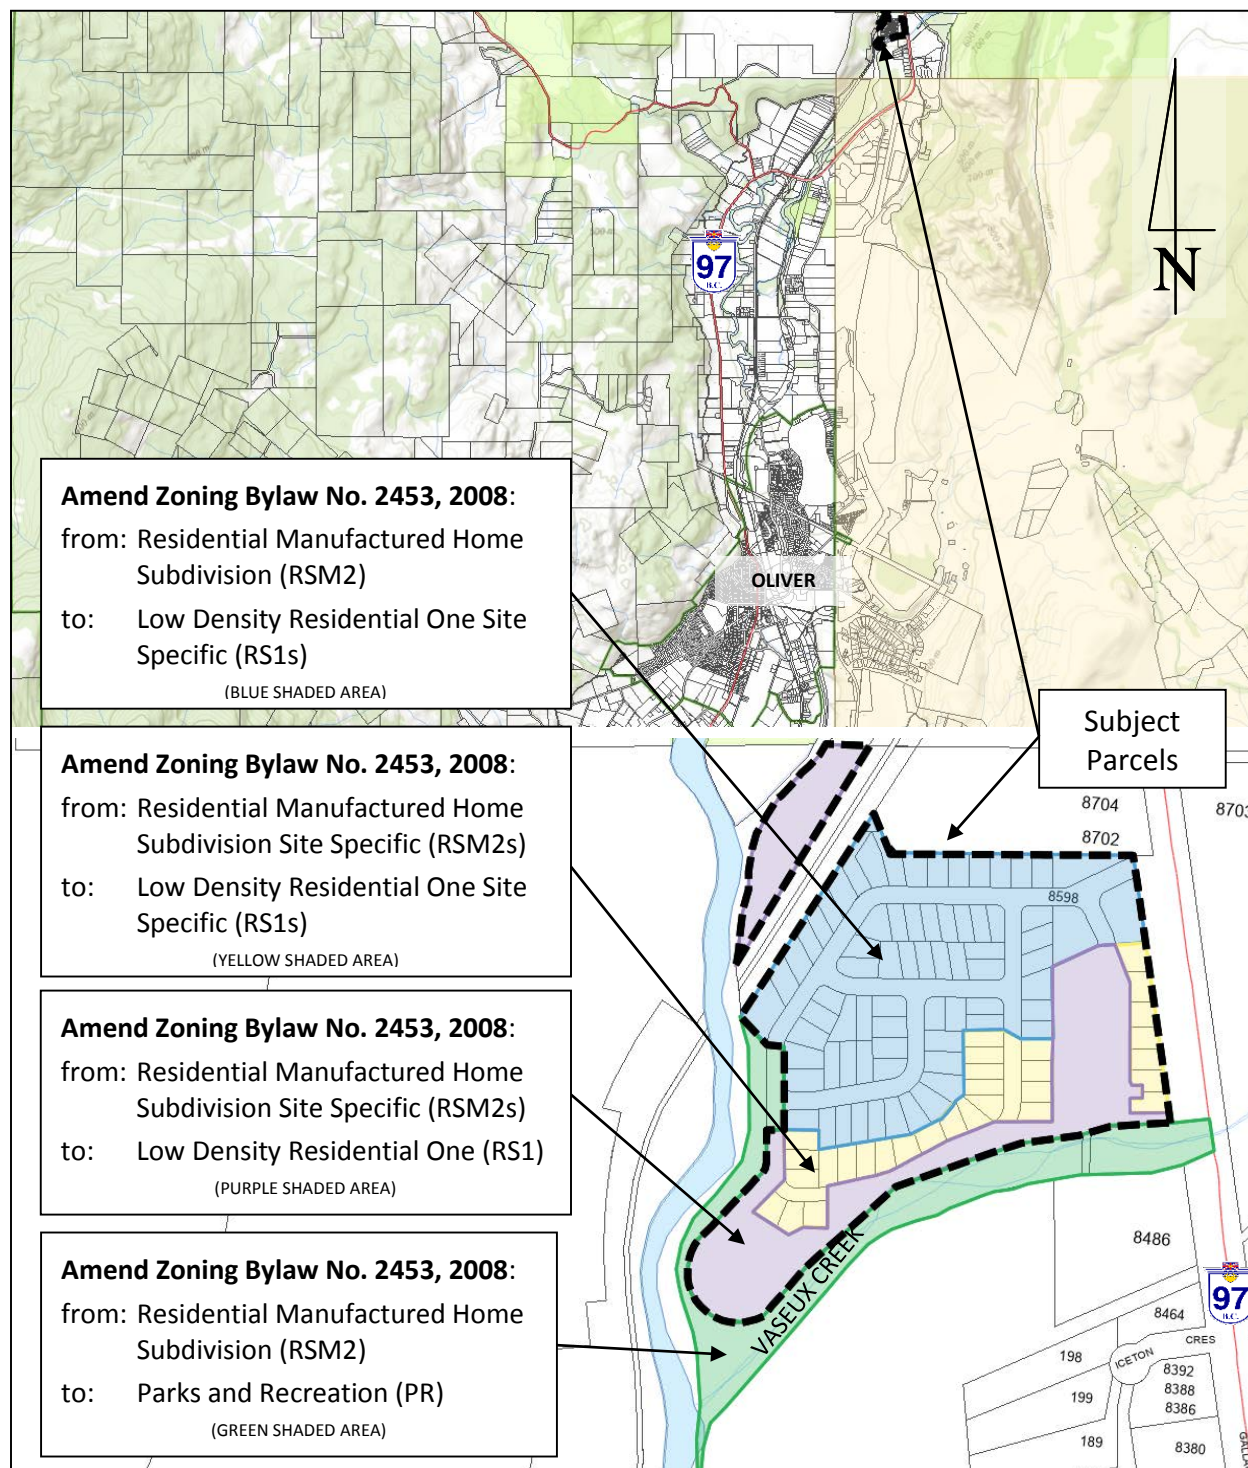 97
B.C.
N
OLIVER
Amend Zoning Bylaw No. 2453, 2008:
from: Residential Manufactured Home
Subdivision (RSM2)
to: Low Density Residential One Site
Specific (RS1s)
(BLUE SHADED AREA)
Amend Zoning Bylaw No. 2453, 2008:
from: Residential Manufactured Home
Subdivision Site Specific (RSM2s)
to: Low Density Residential One Site
Specific (RS1s)
(YELLOW SHADED AREA)
Amend Zoning Bylaw No. 2453, 2008:
from: Residential Manufactured Home
Subdivision Site Specific (RSM2s)
to: Low Density Residential One (RS1)
(PURPLE SHADED AREA)
Amend Zoning Bylaw No. 2453, 2008:
from: Residential Manufactured Home
Subdivision (RSM2)
to: Parks and Recreation (PR)
(GREEN SHADED AREA)
Subject
Parcels
8704
8703
8702
8598
VASEUX CREEK
8486
97
B.C.
8464
CRES
ICETON
198
8392
8388
199
8386
189
8380